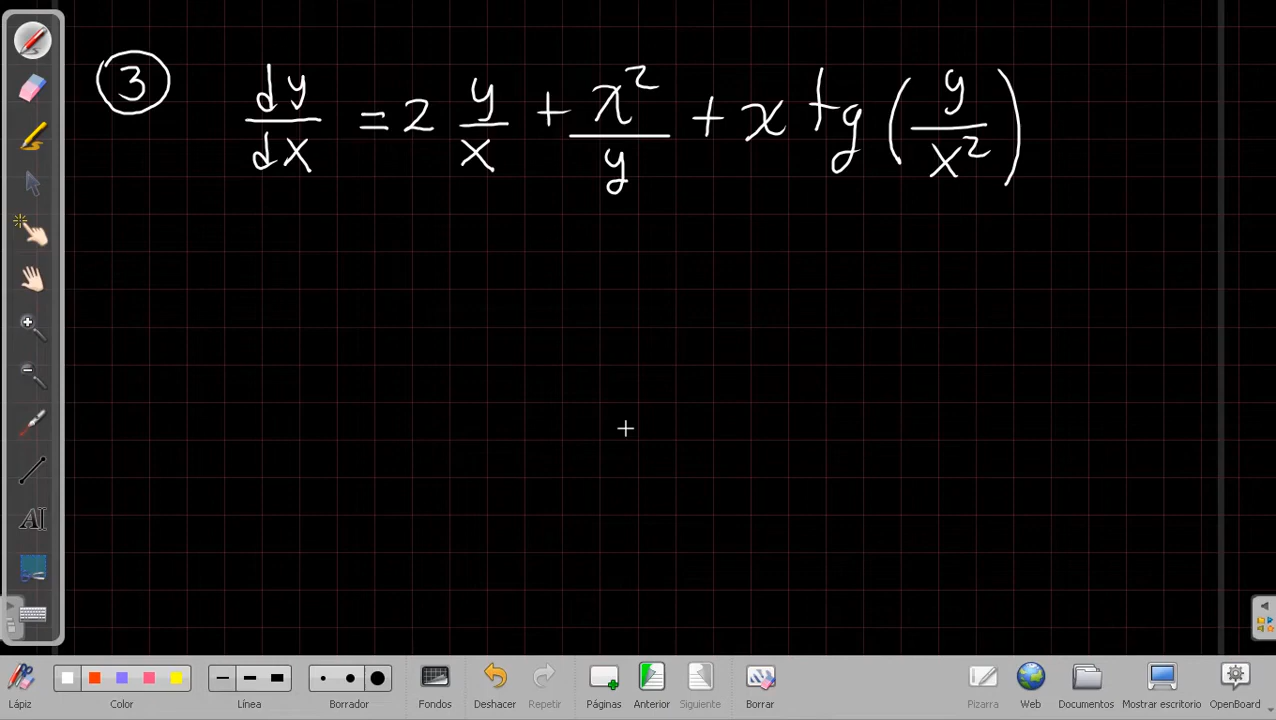 ③ dy/dx = 2 y/x + x²/y + x tg (y/x²)
Lápiz Color Línea Borrador Fondos Deshacer Repetir Páginas Anterior Siguiente Borrar Pizarra Web Documentos Mostrar escritorio OpenBoard